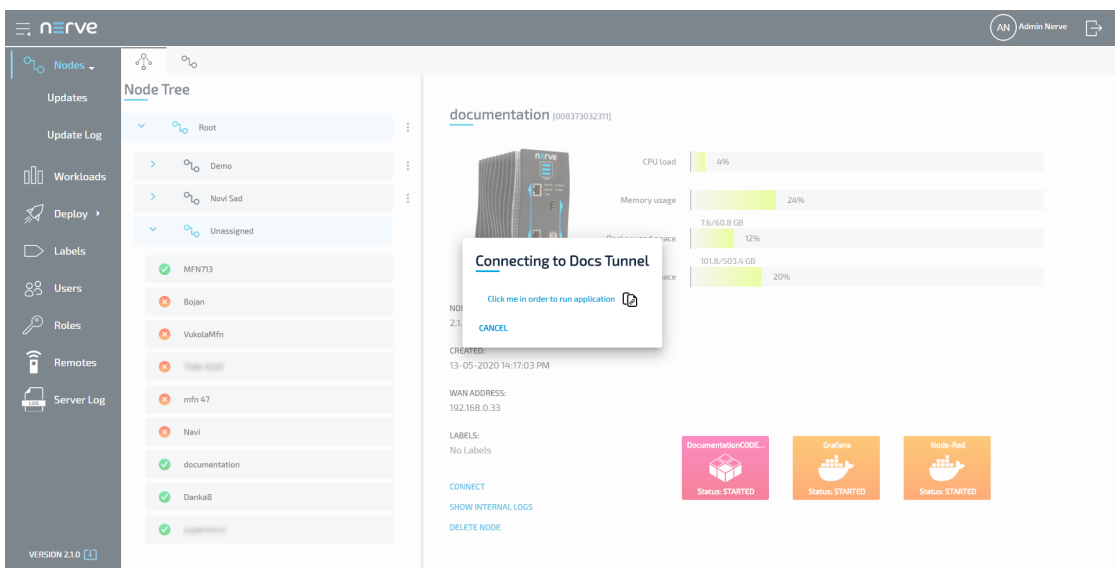 nerve
AN Admin Nerve
Nodes
Updates
Update Log
Workloads
Deploy
Labels
Users
Roles
Remotes
LOG Server Log
VERSION 2.1.0
Node Tree
Root
Demo
Novi Sad
Unassigned
MFN713
Bojan
VukolaMfn
mfn 47
Navi
documentation
DankaB
documentation [008373032311]
nerve
CPU load 4%
Memory usage 24%
7.6/60.8 GB
12%
101.8/503.4 GB
20%
Connecting to Docs Tunnel
Click me in order to run application
CANCEL
2.1.
CREATED:
13-05-2020 14:17:03 PM
WAN ADDRESS:
192.168.0.33
LABELS:
No Labels
CONNECT
SHOW INTERNAL LOGS
DELETE NODE
DocumentationCODE...
Status: STARTED
Grafana
Status: STARTED
Node-Red
Status: STARTED